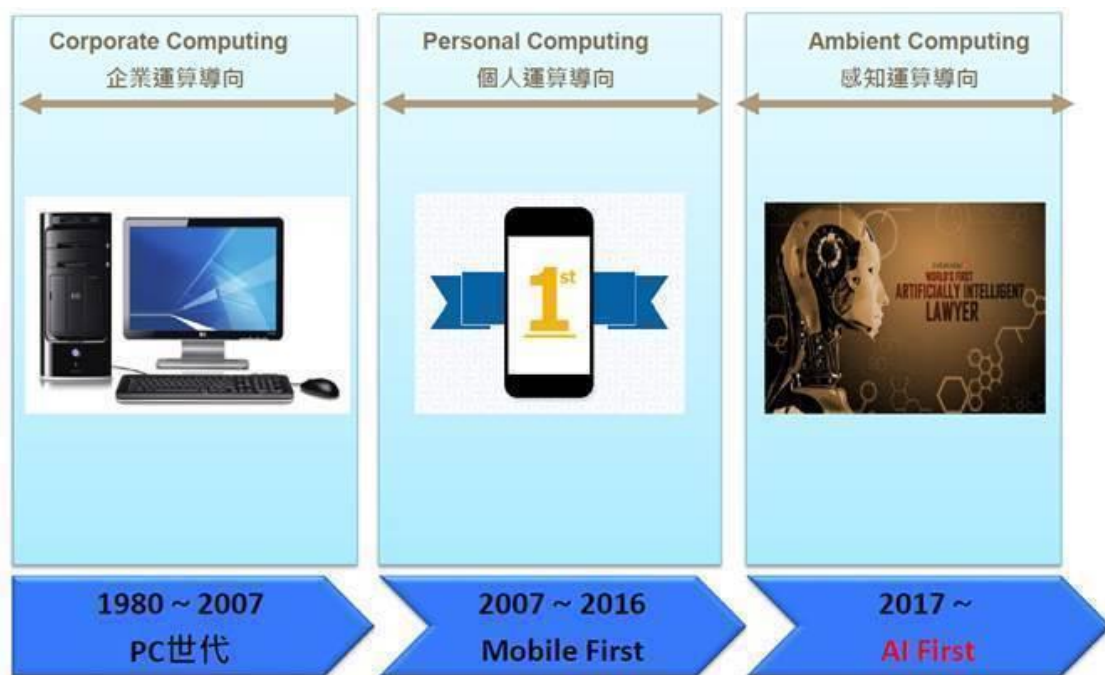 Corporate Computing
企業運算導向
Personal Computing
個人運算導向
Ambient Computing
感知運算導向
1st
WORLD'S FIRST
ARTIFICIALLY INTELLIGENT
LAWYER
1980 ~ 2007
PC世代
2007 ~ 2016
Mobile First
2017 ~
AI First